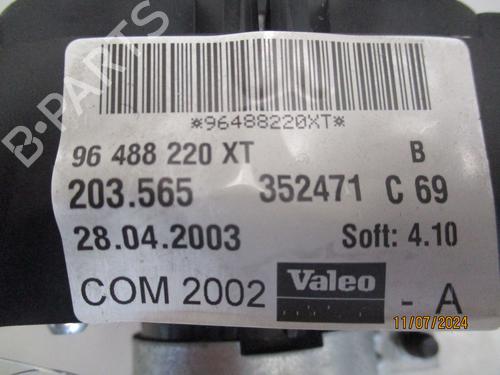 B-PARTS
*96488220XT*
96 488 220 XT B
203.565 352471 C 69
28.04.2003 Soft: 4.10
COM 2002 Valeo - A
11/07/2024